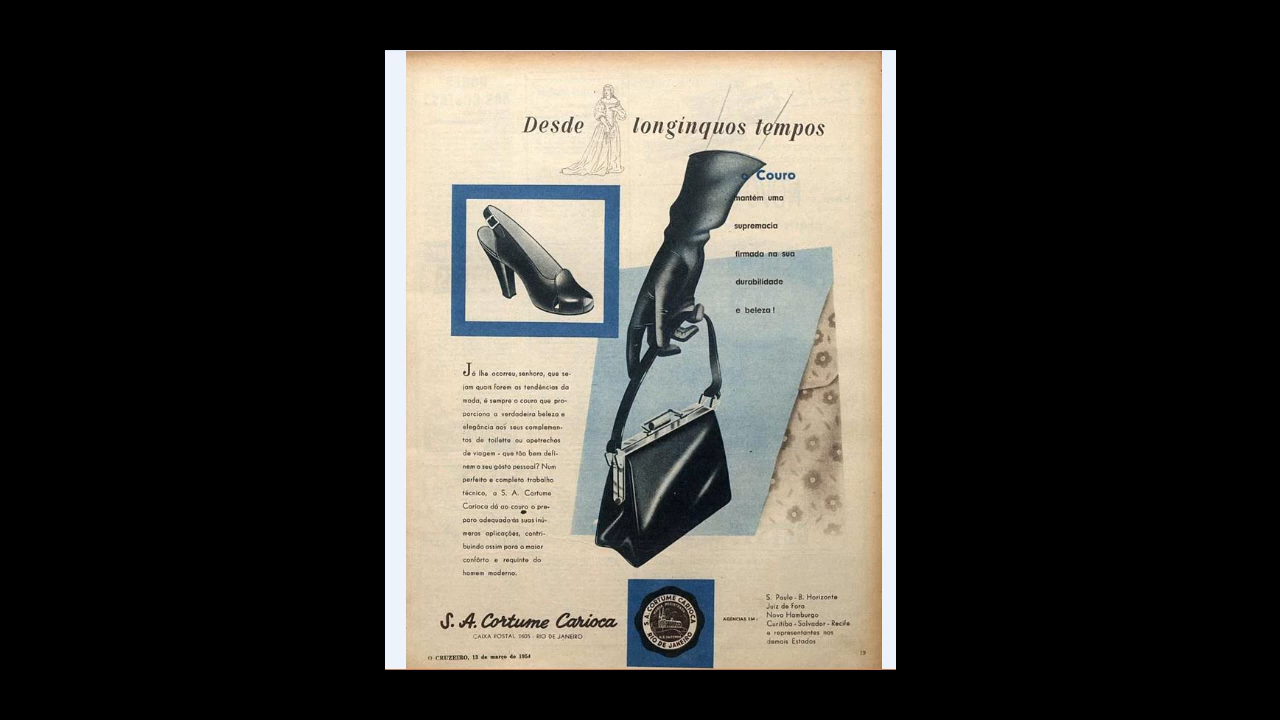 Desde longínquos tempos
o Couro
mantém uma
supremacia
firmada na sua
durabilidade
e beleza!
Já lhe ocorreu, senhora, que se-
jam quais forem as tendências da
moda, é sempre o couro que pro-
porciona a verdadeira beleza e
elegância aos seus complemen-
tos de toilette ou apetrechos
de viagem - que tão bem defi-
nem o seu gôsto pessoal? Num
perfeito e completo trabalho
técnico, a S. A. Cortume
Carioca dá ao couro o pre-
paro adequado às suas inú-
meras aplicações, contri-
buindo assim para o maior
confôrto e requinte do
homem moderno.
S. A. Cortume Carioca
CAIXA POSTAL 1605 - RIO DE JANEIRO
S. A. CORTUME CARIOCA
RIO DE JANEIRO
AGENCIAS EM:
S. Paulo - B. Horizonte
Juiz de Fora
Novo Hamburgo
Curitiba - Salvador - Recife
e representantes nos
demais Estados
O CRUZEIRO, 13 de março de 1954
19